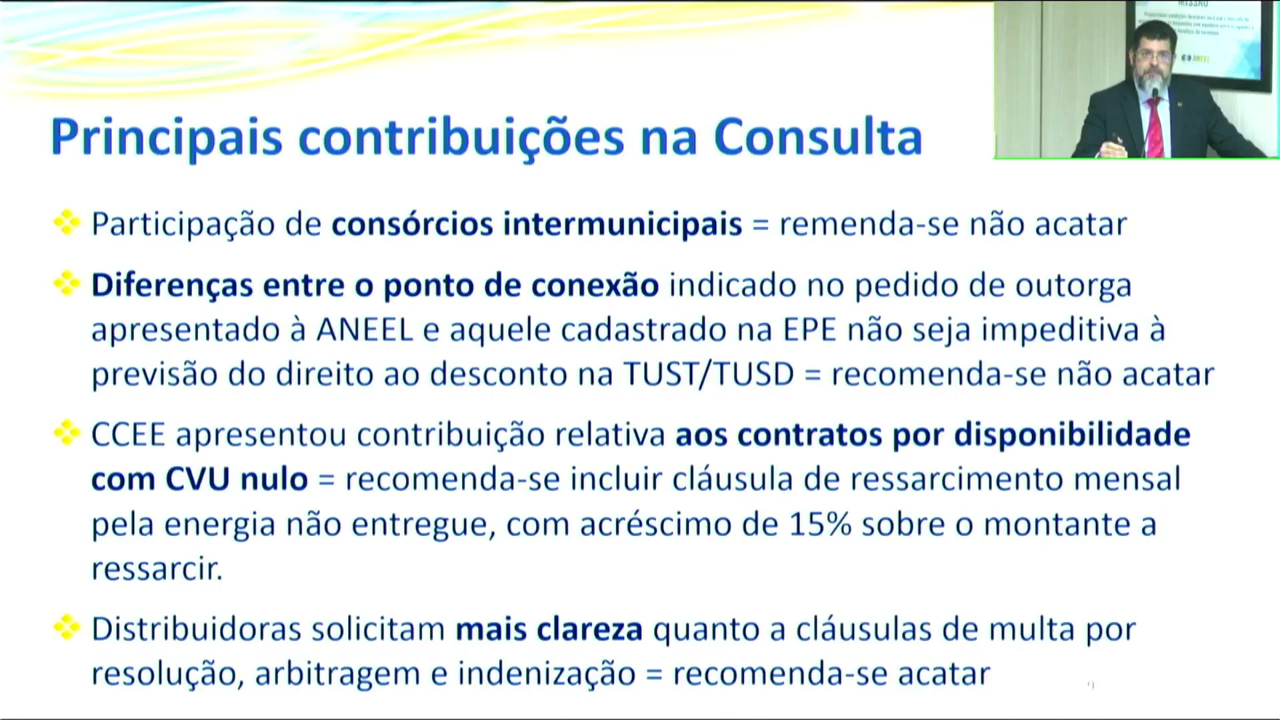 MISSÃO
ANEEL
Principais contribuições na Consulta
Participação de consórcios intermunicipais = remenda-se não acatar
Diferenças entre o ponto de conexão indicado no pedido de outorga
apresentado à ANEEL e aquele cadastrado na EPE não seja impeditiva à
previsão do direito ao desconto na TUST/TUSD = recomenda-se não acatar
CCEE apresentou contribuição relativa aos contratos por disponibilidade
com CVU nulo = recomenda-se incluir cláusula de ressarcimento mensal
pela energia não entregue, com acréscimo de 15% sobre o montante a
ressarcir.
Distribuidoras solicitam mais clareza quanto a cláusulas de multa por
resolução, arbitragem e indenização = recomenda-se acatar